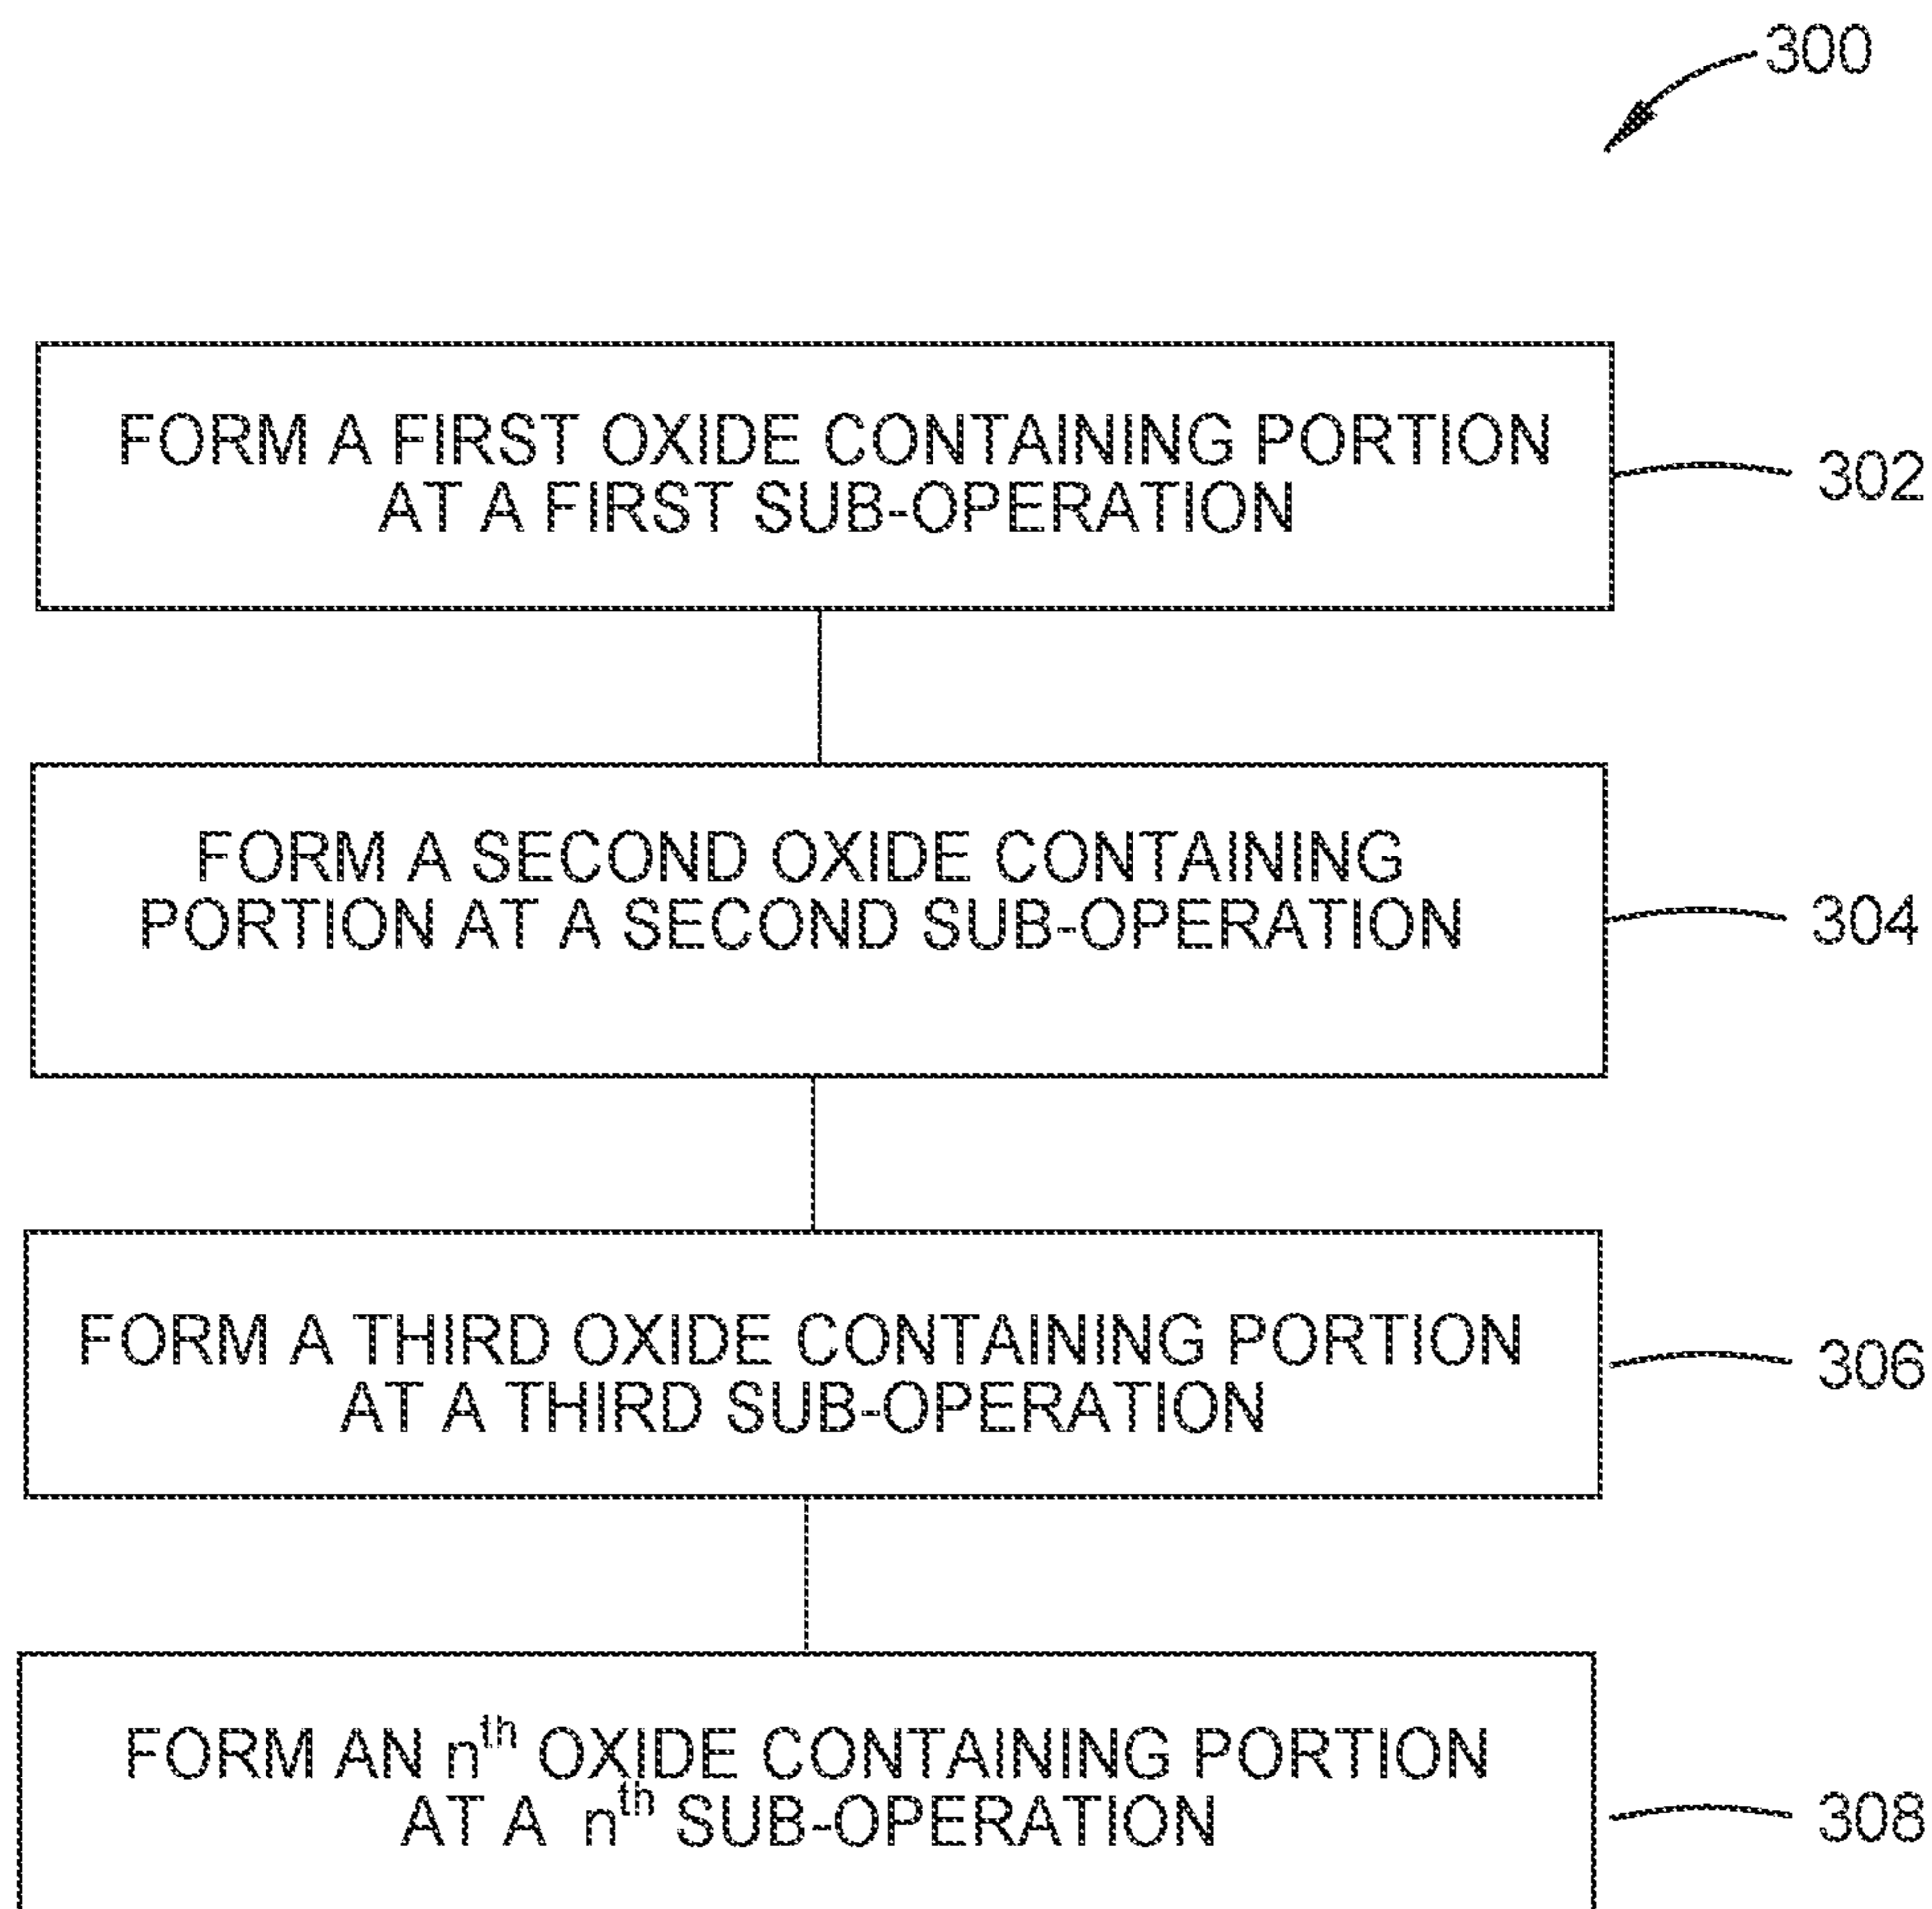 300
FORM A FIRST OXIDE CONTAINING PORTION
AT A FIRST SUB-OPERATION
302
FORM A SECOND OXIDE CONTAINING
PORTION AT A SECOND SUB-OPERATION
304
FORM A THIRD OXIDE CONTAINING PORTION
AT A THIRD SUB-OPERATION
306
FORM AN nth OXIDE CONTAINING PORTION
AT A nth SUB-OPERATION
308